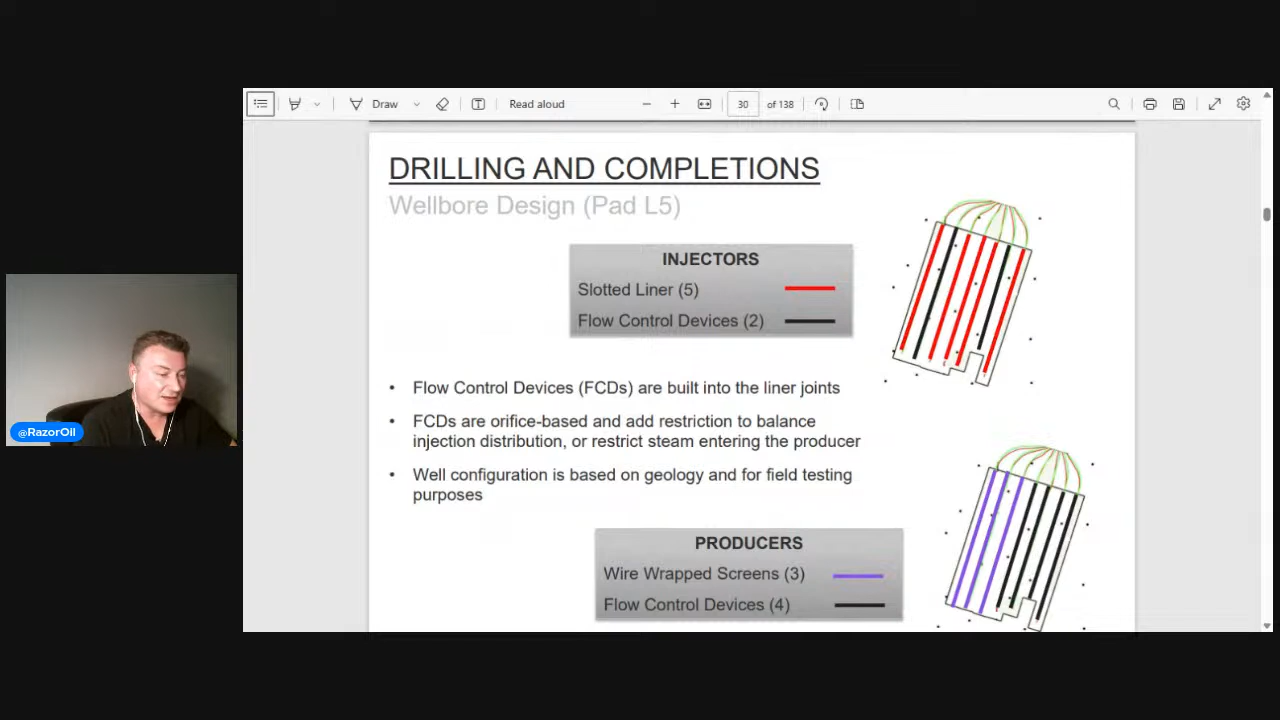 Draw
Read aloud
30
of 138
DRILLING AND COMPLETIONS
Wellbore Design (Pad L5)
INJECTORS
Slotted Liner (5)
Flow Control Devices (2)
• Flow Control Devices (FCDs) are built into the liner joints
• FCDs are orifice-based and add restriction to balance
injection distribution, or restrict steam entering the producer
• Well configuration is based on geology and for field testing
purposes
PRODUCERS
Wire Wrapped Screens (3)
Flow Control Devices (4)
@RazorOil